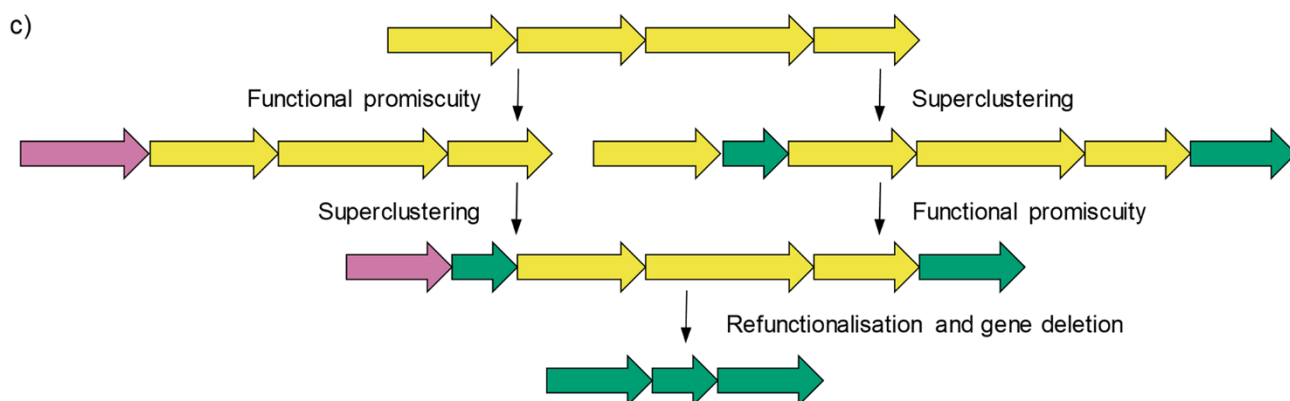 c)
Functional promiscuity
Superclustering
Superclustering
Functional promiscuity
Refunctionalisation and gene deletion